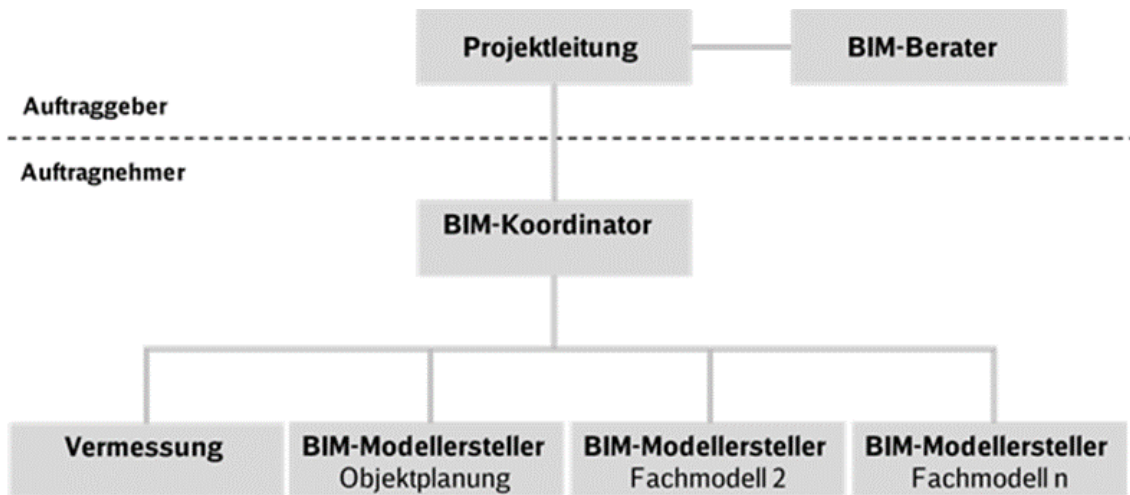 Projektleitung
BIM-Berater
Auftraggeber
Auftragnehmer
BIM-Koordinator
Vermessung
BIM-Modellersteller
Objektplanung
BIM-Modellersteller
Fachmodell 2
BIM-Modellersteller
Fachmodell n